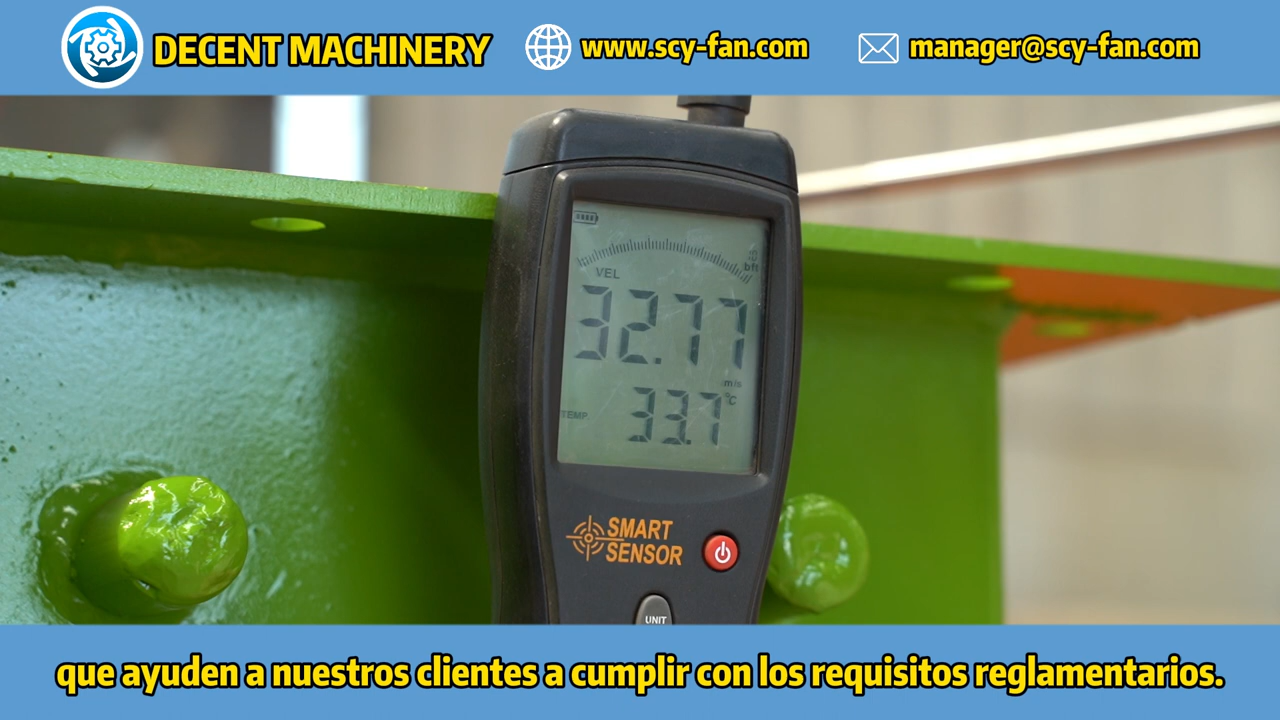 DECENT MACHINERY
www.scy-fan.com
manager@scy-fan.com
bft
VEL
32.77
m/s
33.7 °C
TEMP
SMART
SENSOR
UNIT
que ayuden a nuestros clientes a cumplir con los requisitos reglamentarios.